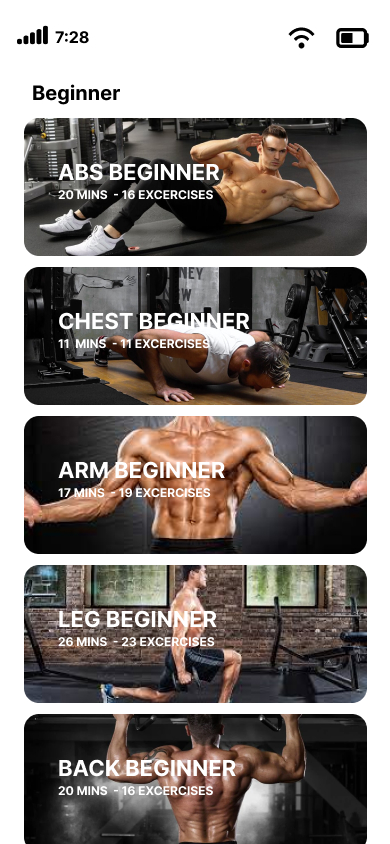 7:28
Beginner
ABS BEGINNER
20 MINS - 16 EXCERCISES
NEY
W
CHEST BEGINNER
11 MINS - 11 EXCERCISES
ARM BEGINNER
17 MINS - 19 EXCERCISES
LEG BEGINNER
26 MINS - 23 EXCERCISES
BACK BEGINNER
20 MINS - 16 EXCERCISES